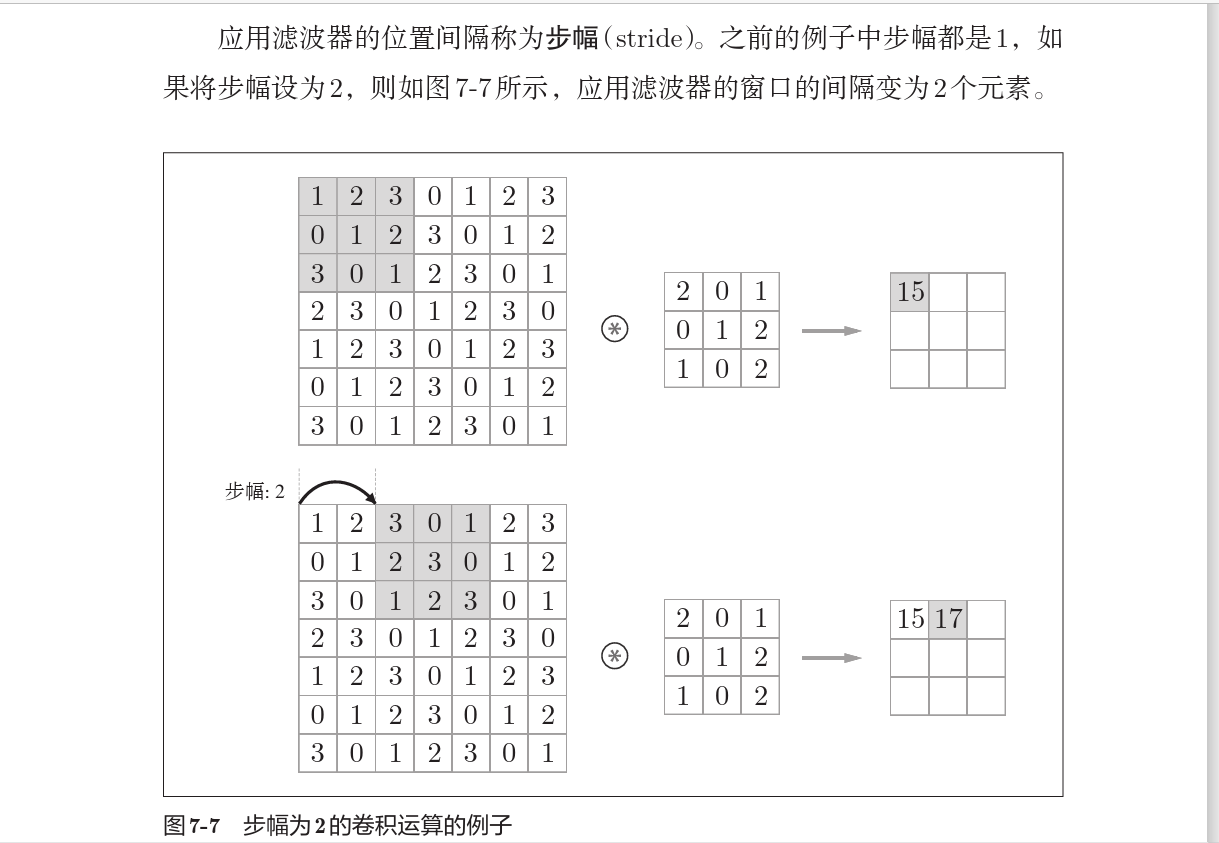 应用滤波器的位置间隔称为步幅(stride)。之前的例子中步幅都是1，如
果将步幅设为2，则如图7-7所示，应用滤波器的窗口的间隔变为2个元素。
1 2 3 0 1 2 3
0 1 2 3 0 1 2
3 0 1 2 3 0 1
2 3 0 1 2 3 0
1 2 3 0 1 2 3
0 1 2 3 0 1 2
3 0 1 2 3 0 1
*
2 0 1
0 1 2
1 0 2
15
步幅: 2
1 2 3 0 1 2 3
0 1 2 3 0 1 2
3 0 1 2 3 0 1
2 3 0 1 2 3 0
1 2 3 0 1 2 3
0 1 2 3 0 1 2
3 0 1 2 3 0 1
*
2 0 1
0 1 2
1 0 2
15 17
图7-7 步幅为2的卷积运算的例子